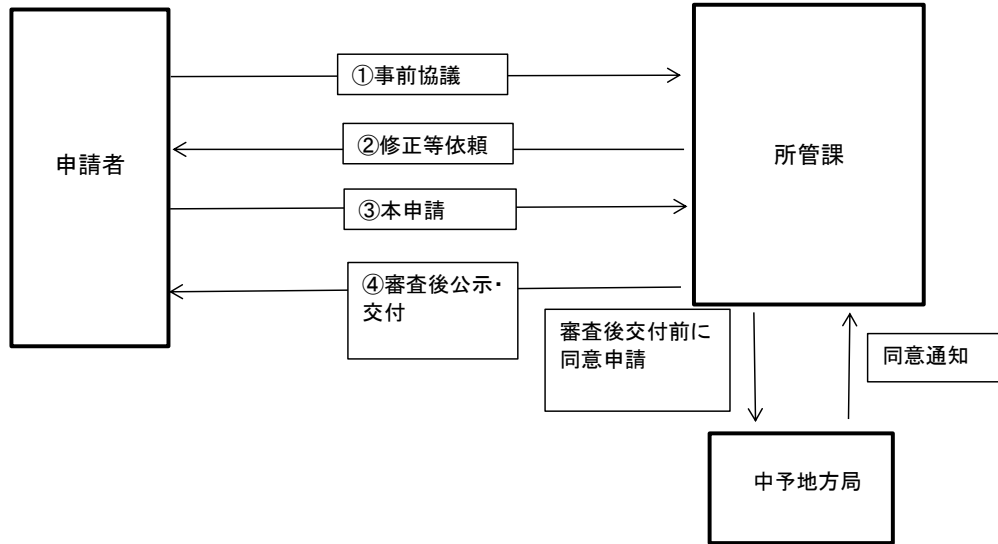 申請者
①事前協議
②修正等依頼
③本申請
④審査後公示・
交付
所管課
審査後交付前に
同意申請
同意通知
中予地方局